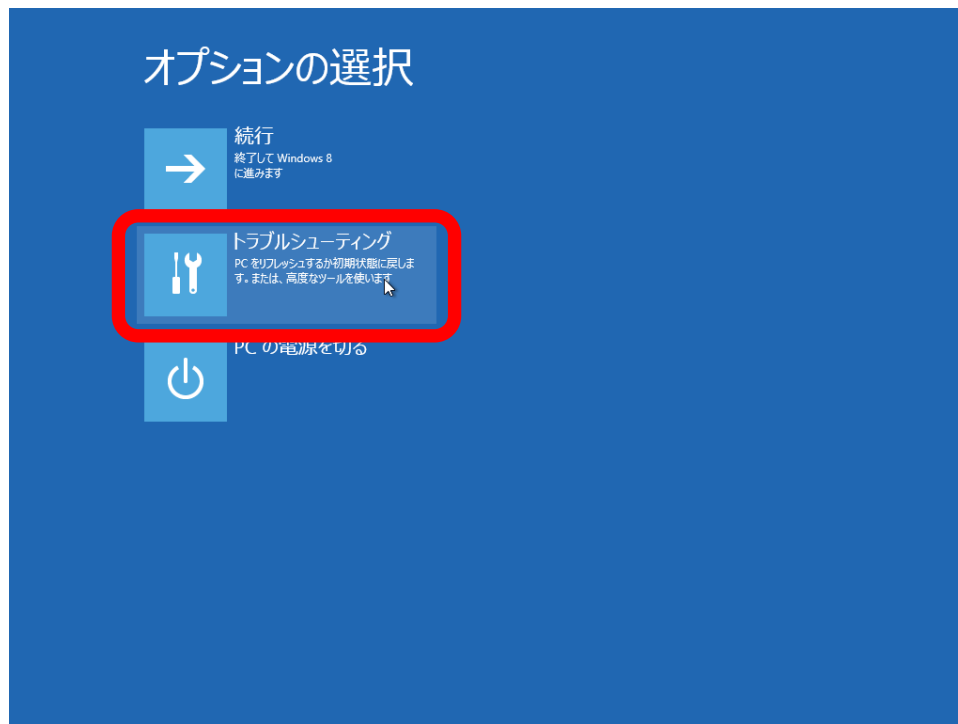 オプションの選択
続行
終了して Windows 8
に進みます
トラブルシューティング
PC をリフレッシュするか初期状態に戻しま
す。または、高度なツールを使います
PC の電源を切る